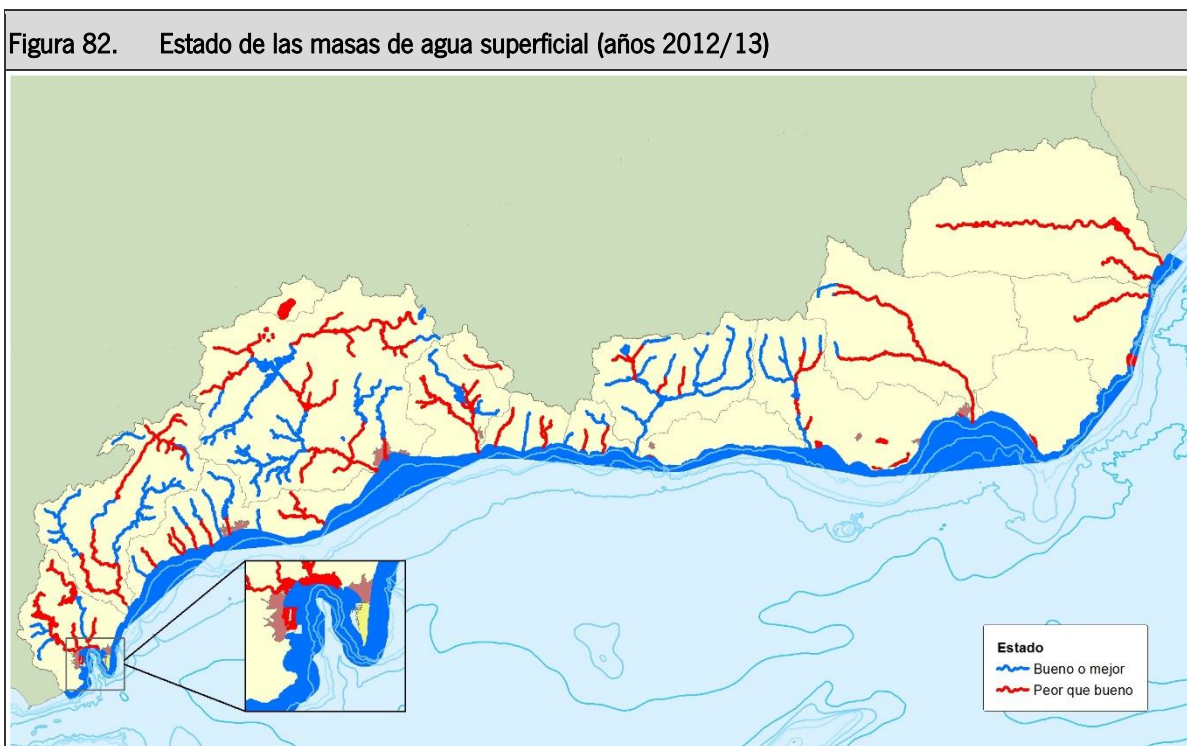 Figura 82. Estado de las masas de agua superficial (años 2012/13)
Estado
Bueno o mejor
Peor que bueno